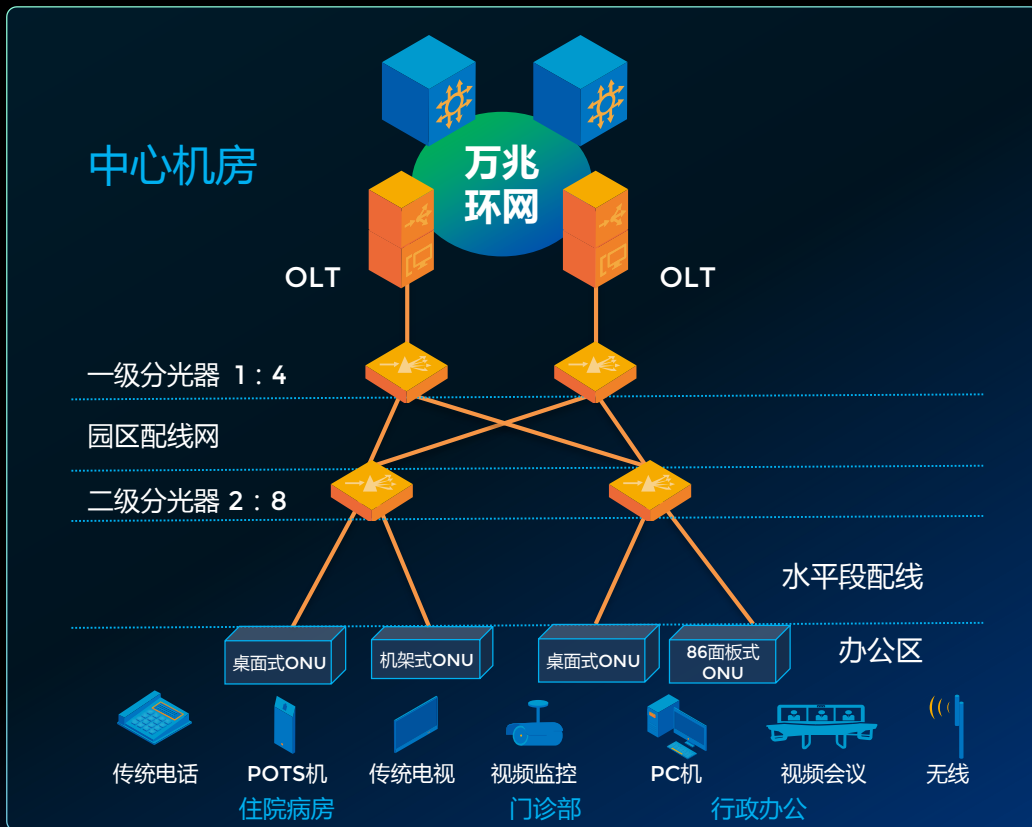 中心机房
万兆
环网
OLT
OLT
一级分光器 1：4
园区配线网
二级分光器 2：8
水平段配线
办公区
桌面式ONU
机架式ONU
桌面式ONU
86面板式
ONU
传统电话
POTS机
传统电视
视频监控
PC机
视频会议
无线
住院病房
门诊部
行政办公